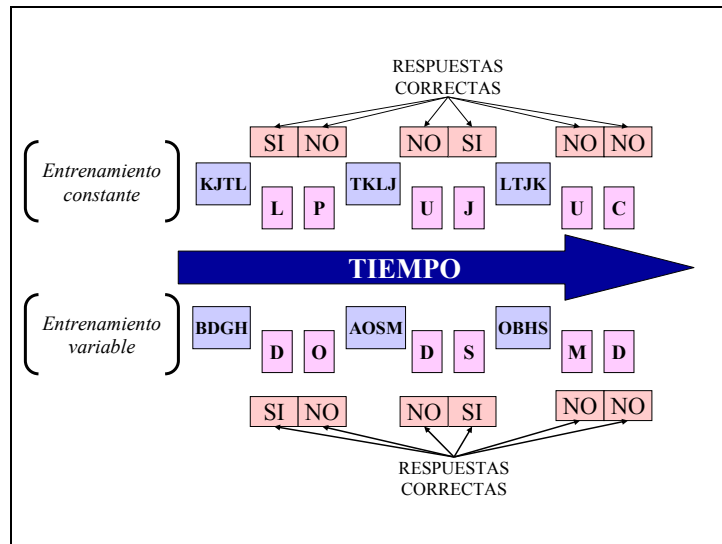 RESPUESTAS
CORRECTAS
SI NO NO SI NO NO
Entrenamiento
constante
KJTL TKLJ LTJK
L P U J U C
TIEMPO
Entrenamiento
variable
BDGH AOSM OBHS
D O D S M D
SI NO NO SI NO NO
RESPUESTAS
CORRECTAS